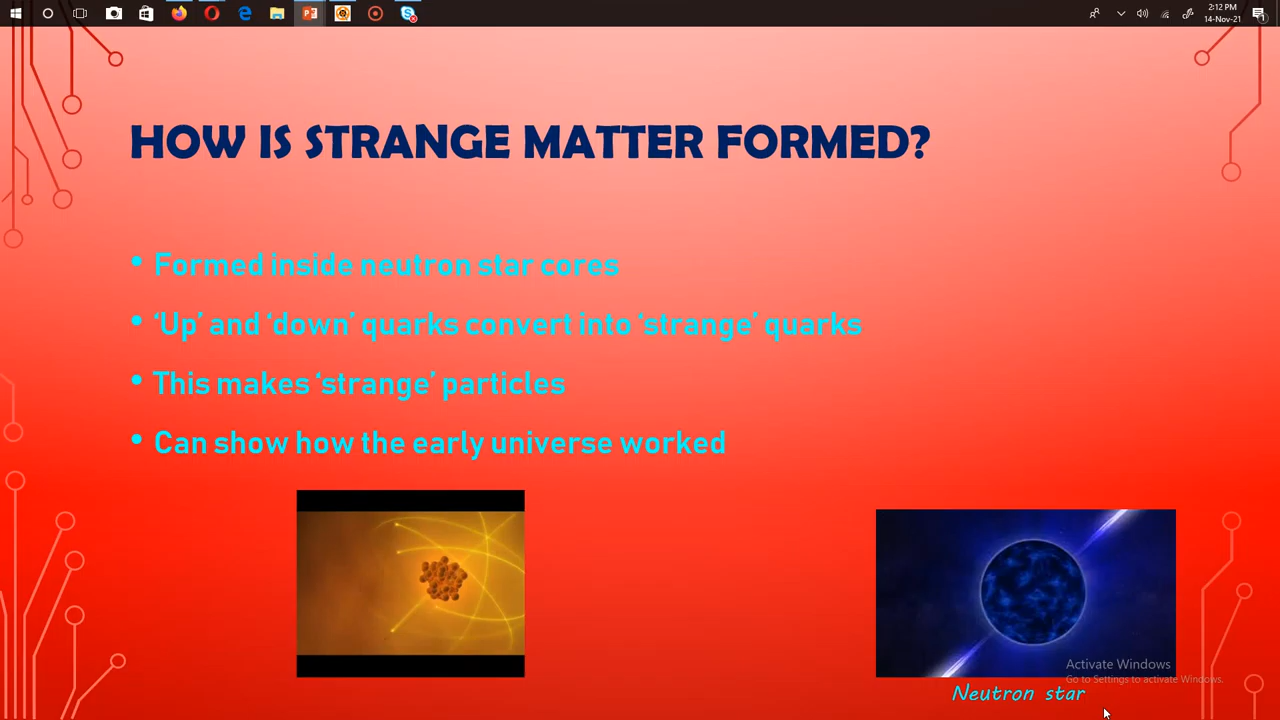 2:12 PM
14-Nov-21
HOW IS STRANGE MATTER FORMED?
• Formed inside neutron star cores
• ‘Up’ and ‘down’ quarks convert into ‘strange’ quarks
• This makes ‘strange’ particles
• Can show how the early universe worked
Activate Windows
Go to Settings to activate Windows.
Neutron star